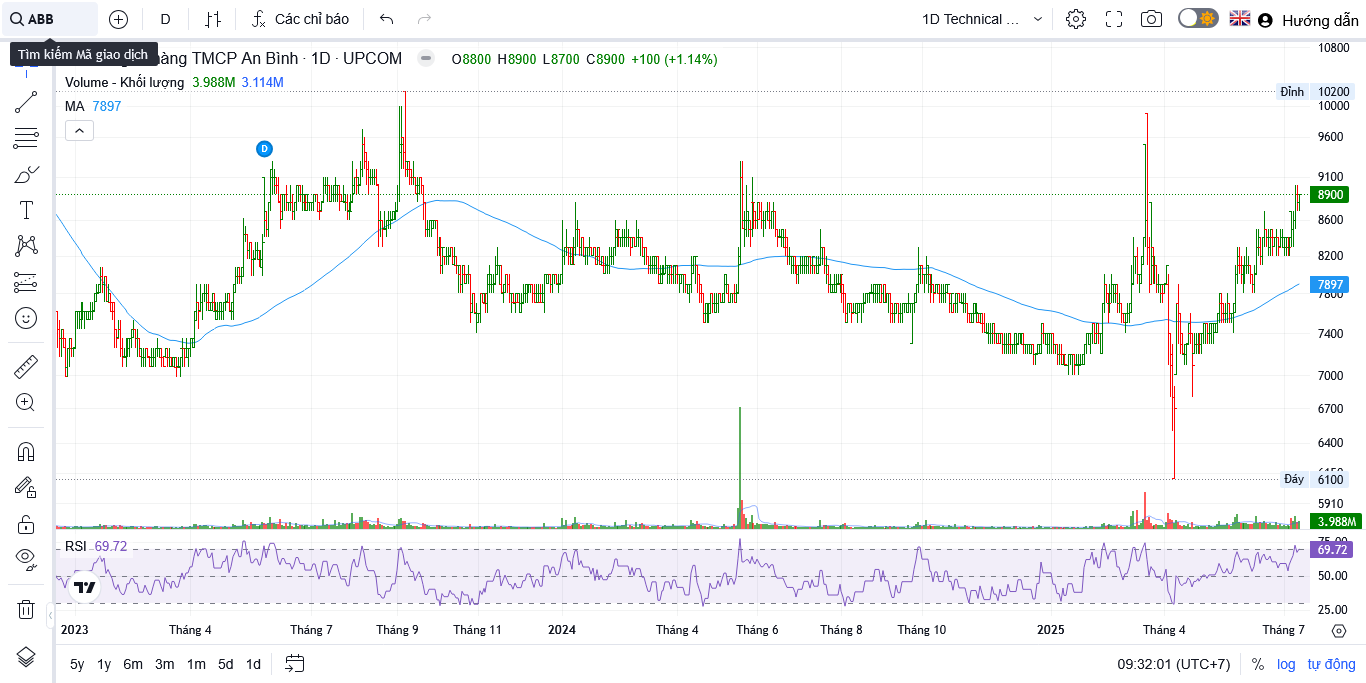 ABB D Các chỉ báo 1D Technical ... Hướng dẫn
Tìm kiếm Mã giao dịch
hàng TMCP An Bình · 1D · UPCOM O8800 H8900 L8700 C8900 +100 (+1.14%)
Volume - Khối lượng 3.988M 3.114M
MA 7897
D
10800
Đỉnh 10200
10000
9600
9100
8900
8600
8200
7897
7800
7400
7000
6700
6400
Đáy 6100
5910
3.988M
75.00
RSI 69.72
69.72
50.00
25.00
2023 Tháng 4 Tháng 7 Tháng 9 Tháng 11 2024 Tháng 4 Tháng 6 Tháng 8 Tháng 10 2025 Tháng 4 Tháng 7
5y 1y 6m 3m 1m 5d 1d 09:32:01 (UTC+7) % log tự động